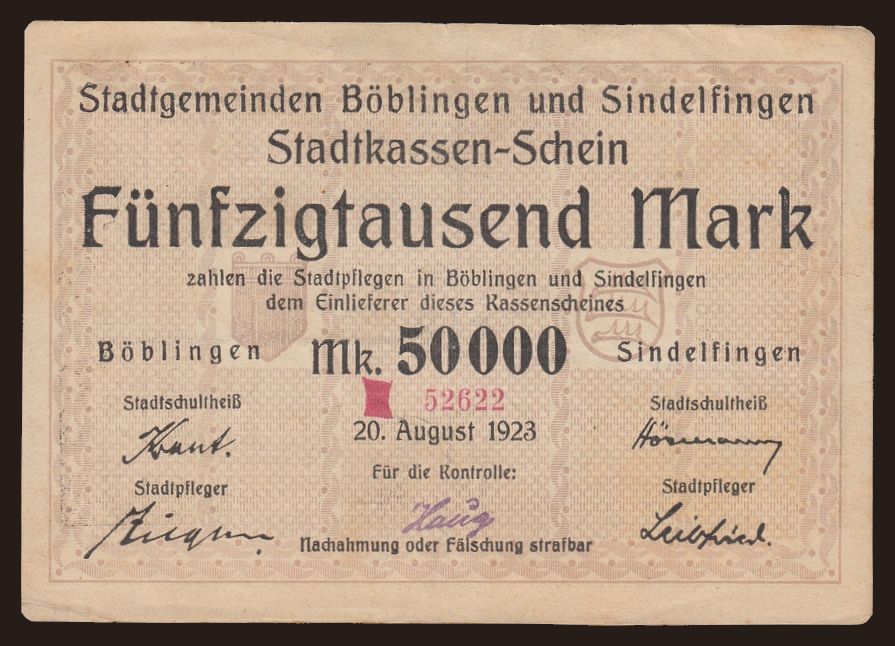 Stadtgemeinden Böblingen und Sindelfingen
Stadtkassen-Schein
Fünfzigtausend Mark
zahlen die Stadtpflegen in Böblingen und Sindelfingen
dem Einlieferer dieses Kassenscheines
Böblingen Mk. 50000 Sindelfingen
52622
Stadtschultheiß 20. August 1923 Stadtschultheiß
Kraut.
Für die Kontrolle:
Stadtpfleger Stadtpfleger
Haug Leibfried.
Nachahmung oder Fälschung strafbar